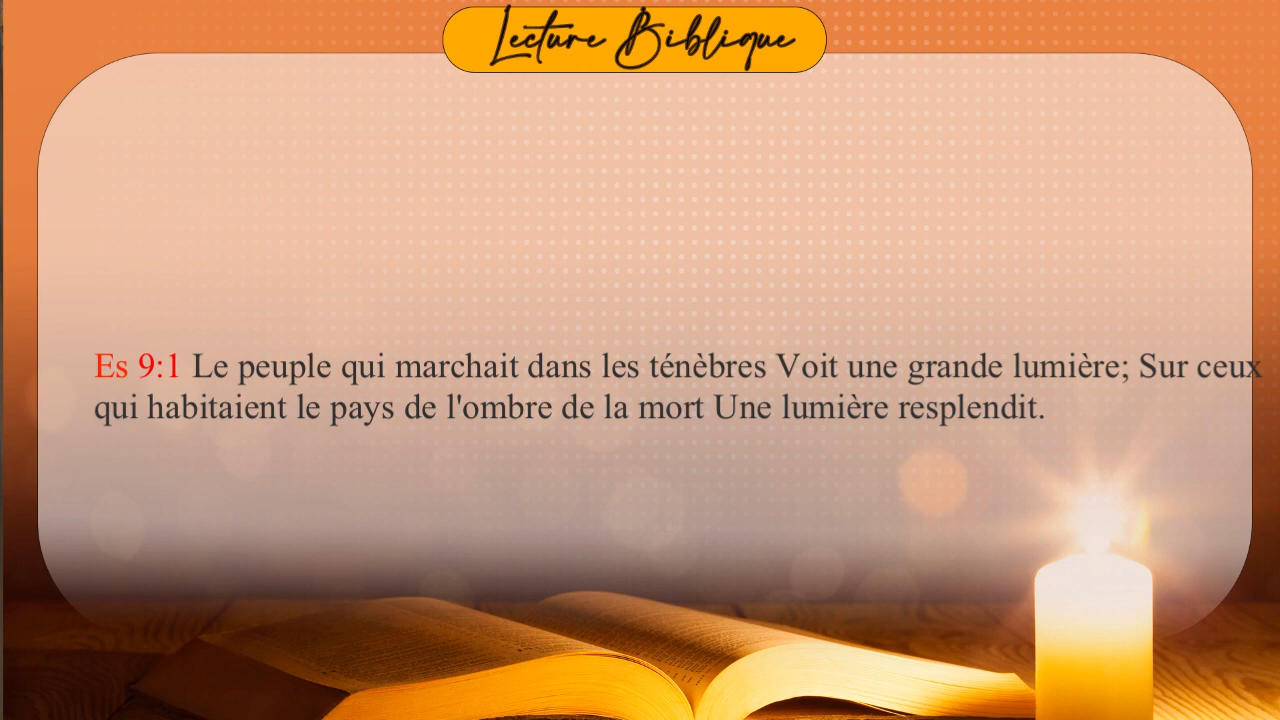 Lecture Biblique
Es 9:1 Le peuple qui marchait dans les ténèbres Voit une grande lumière; Sur ceux
qui habitaient le pays de l'ombre de la mort Une lumière resplendit.